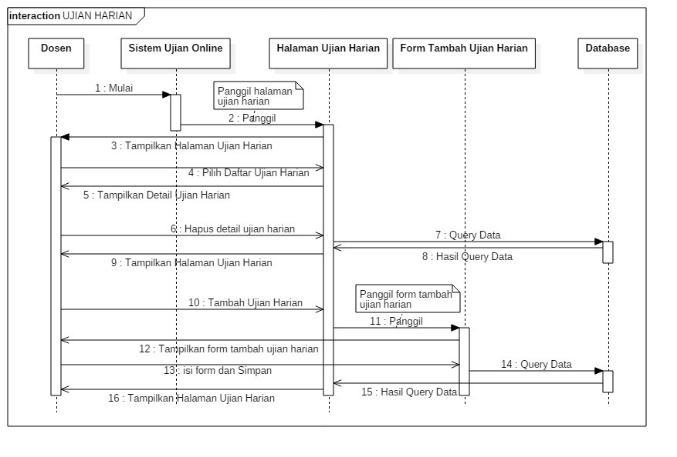 interaction UJIAN HARIAN
Dosen
Sistem Ujian Online
Halaman Ujian Harian
Form Tambah Ujian Harian
Database
1 : Mulai
Panggil halaman
ujian harian
2 : Panggil
3 : Tampilkan Halaman Ujian Harian
4 : Pilih Daftar Ujian Harian
5 : Tampilkan Detail Ujian Harian
6 : Hapus detail ujian harian
7 : Query Data
8 : Hasil Query Data
9 : Tampilkan Halaman Ujian Harian
Panggil form tambah
ujian harian
10 : Tambah Ujian Harian
11 : Panggil
12 : Tampilkan form tambah ujian harian
13 : isi form dan Simpan
14 : Query Data
15 : Hasil Query Data
16 : Tampilkan Halaman Ujian Harian